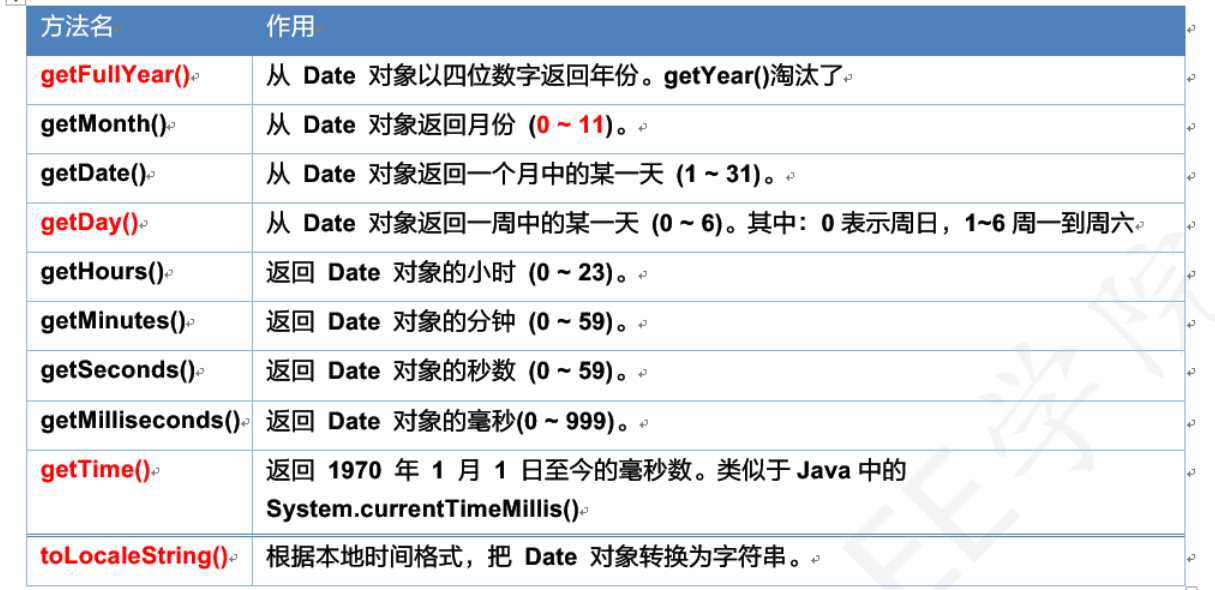 方法名 作用
getFullYear() 从 Date 对象以四位数字返回年份。getYear()淘汰了
getMonth() 从 Date 对象返回月份 (0 ~ 11)。
getDate() 从 Date 对象返回一个月中的某一天 (1 ~ 31)。
getDay() 从 Date 对象返回一周中的某一天 (0 ~ 6)。其中：0 表示周日，1~6 周一到周六
getHours() 返回 Date 对象的小时 (0 ~ 23)。
getMinutes() 返回 Date 对象的分钟 (0 ~ 59)。
getSeconds() 返回 Date 对象的秒数 (0 ~ 59)。
getMilliseconds() 返回 Date 对象的毫秒(0 ~ 999)。
getTime() 返回 1970 年 1 月 1 日至今的毫秒数。类似于 Java 中的
System.currentTimeMillis()
toLocaleString() 根据本地时间格式，把 Date 对象转换为字符串。
EE学院